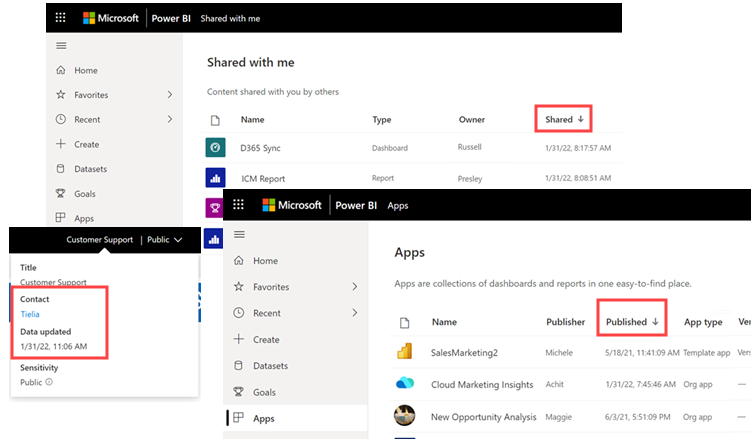 Microsoft Power BI Shared with me
Home
Favorites
Recent
Create
Datasets
Goals
Apps
Shared with me
Content shared with you by others
Name Type Owner Shared ↓
D365 Sync Dashboard Russell 1/31/22, 8:17:57 AM
ICM Report Report Presley 1/31/22, 8:08:51 AM
Customer Support | Public
Title
Customer Support
Contact
Tielia
Data updated
1/31/22, 11:06 AM
Sensitivity
Public
Microsoft Power BI Apps
Home
Favorites
Recent
Create
Datasets
Goals
Apps
Apps
Apps are collections of dashboards and reports in one easy-to-find place.
Name Publisher Published ↓ App type Ver
SalesMarketing2 Michele 5/18/21, 11:41:09 AM Template app Vers
Cloud Marketing Insights Achit 1/31/22, 7:45:46 AM Org app —
New Opportunity Analysis Maggie 6/3/21, 5:51:09 PM Org app —